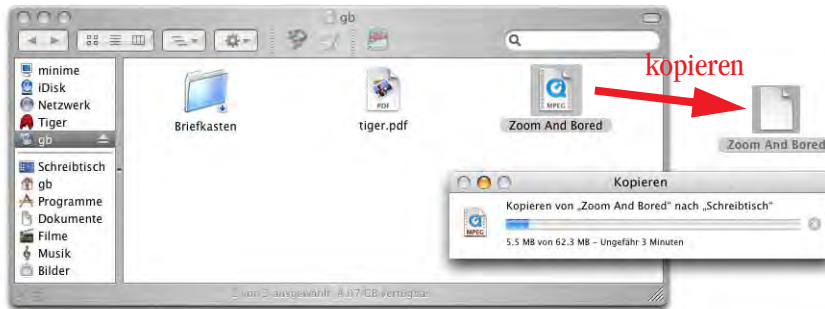 gb
minime
iDisk
Netzwerk
Tiger
gb
Schreibtisch
gb
Programme
Dokumente
Filme
Musik
Bilder
Briefkasten
PDF
tiger.pdf
MPEG
Zoom And Bored
kopieren
Zoom And Bored
Kopieren
MPEG
Kopieren von „Zoom And Bored" nach „Schreibtisch"
5.5 MB von 62.3 MB – Ungefähr 3 Minuten